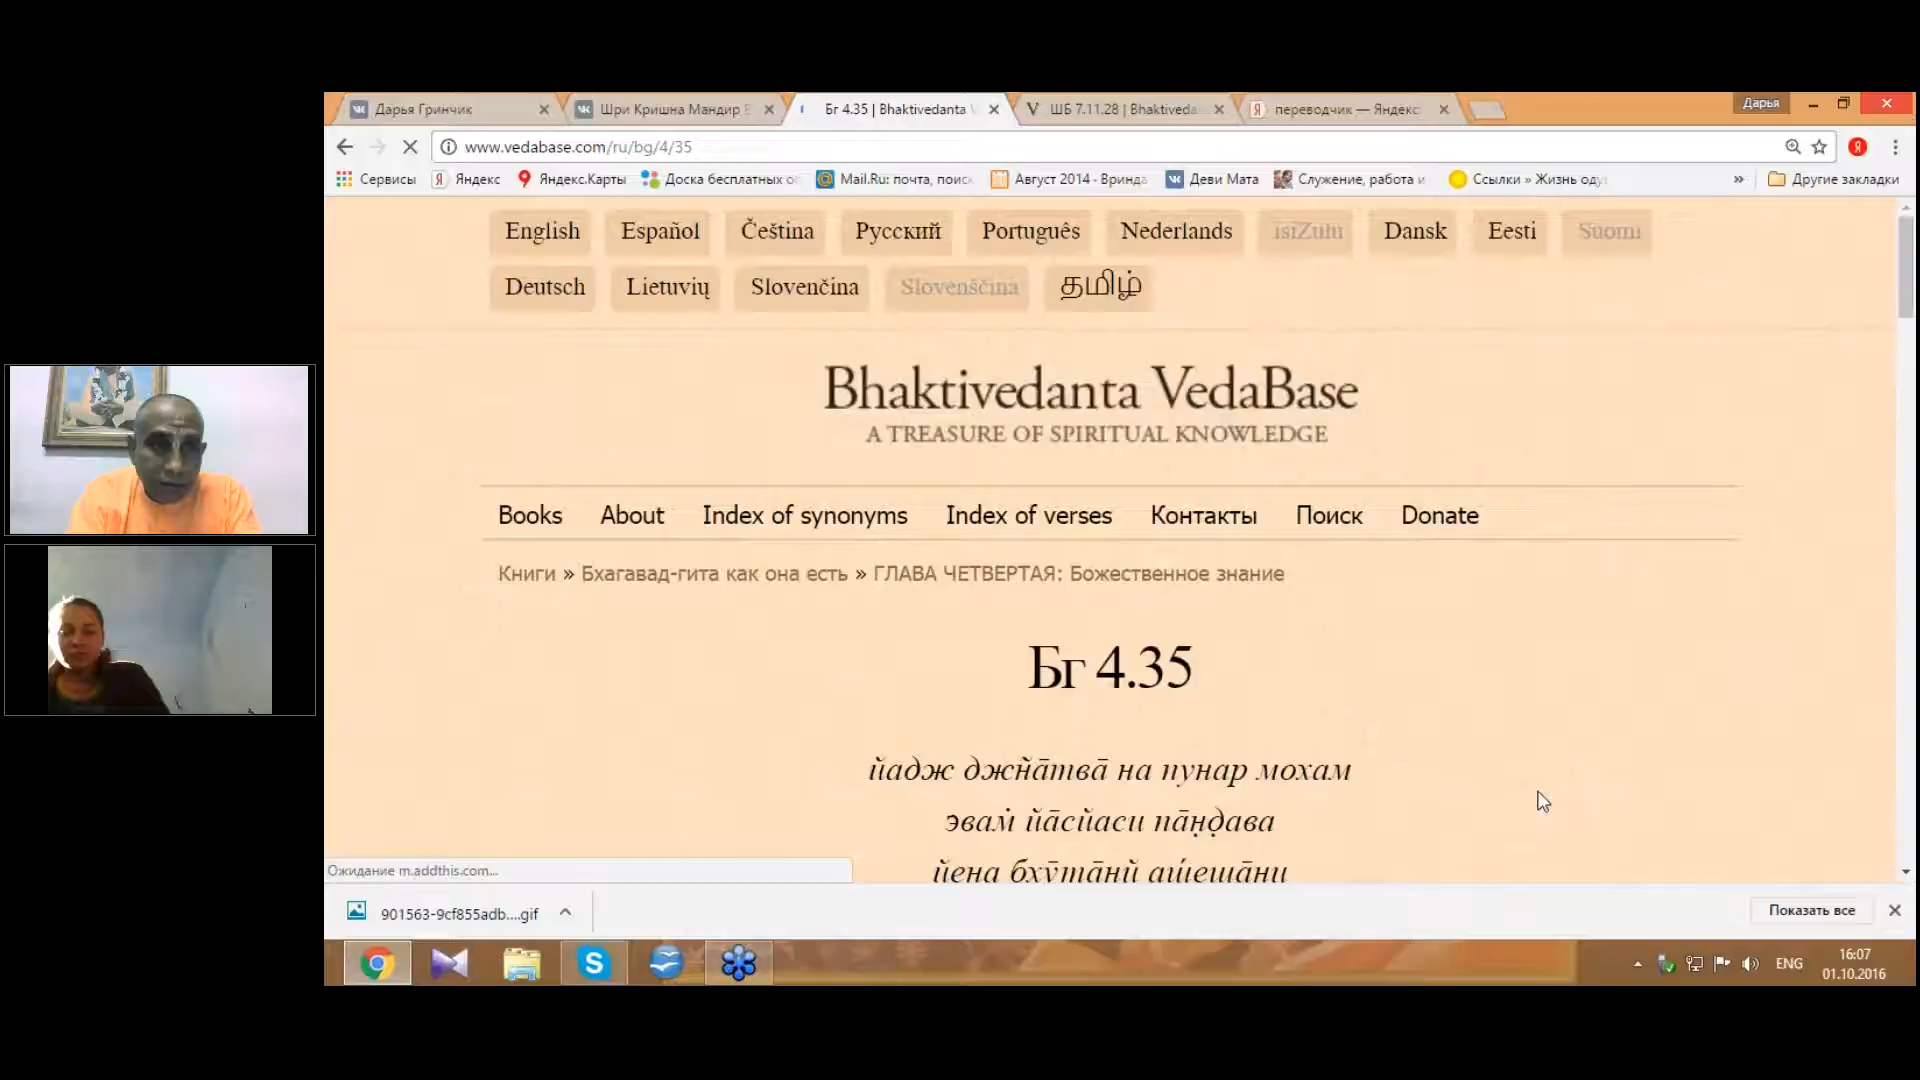 Дарья Гринчик
Шри Кришна Мандир
Бг 4.35 | Bhaktivedanta
ШБ 7.11.28 | Bhaktiveda
переводчик — Яндекс
Дарья
www.vedabase.com/ru/bg/4/35
Сервисы
Яндекс
Яндекс.Карты
Доска бесплатных о
Mail.Ru: почта, поиск
Август 2014 - Вринда
Деви Мата
Служение, работа и
Ссылки » Жизнь оду
»
Другие закладки
English Español Čeština Русский Português Nederlands isiZulu Dansk Eesti Suomi
Deutsch Lietuvių Slovenčina Slovenščina தமிழ்
Bhaktivedanta VedaBase
A TREASURE OF SPIRITUAL KNOWLEDGE
Books About Index of synonyms Index of verses Контакты Поиск Donate
Книги » Бхагавад-гита как она есть » ГЛАВА ЧЕТВЕРТАЯ: Божественное знание
Бг 4.35
йадж джн̃а̄тва̄ на пунар мохам
эвам̇ йа̄сйаси па̄н̣д̣ава
йена бхӯта̄нй аш́еша̄ни
Ожидание m.addthis.com...
901563-9cf855adb....gif
Показать все
ENG
16:07
01.10.2016